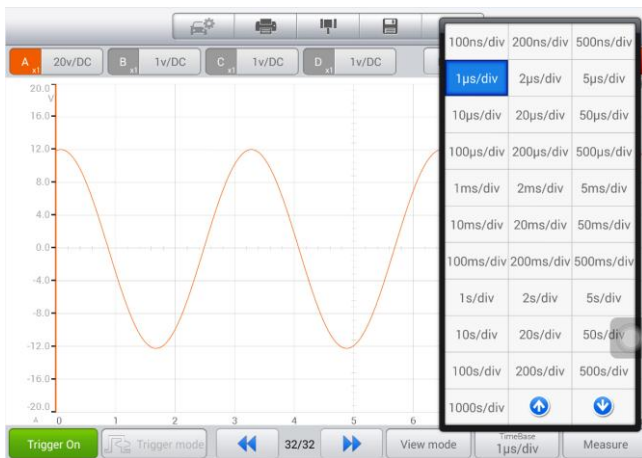 A x1 20v/DC B x1 1v/DC C x1 1v/DC D x1 1v/DC
20.0
V
16.0
12.0
8.0
4.0
0.0
-4.0
-8.0
-12.0
-16.0
-20.0
A 0 1 2 3 4 5 6
100ns/div 200ns/div 500ns/div
1μs/div 2μs/div 5μs/div
10μs/div 20μs/div 50μs/div
100μs/div 200μs/div 500μs/div
1ms/div 2ms/div 5ms/div
10ms/div 20ms/div 50ms/div
100ms/div 200ms/div 500ms/div
1s/div 2s/div 5s/div
10s/div 20s/div 50s/div
100s/div 200s/div 500s/div
1000s/div
Trigger On Trigger mode 32/32 View mode TimeBase 1μs/div Measure